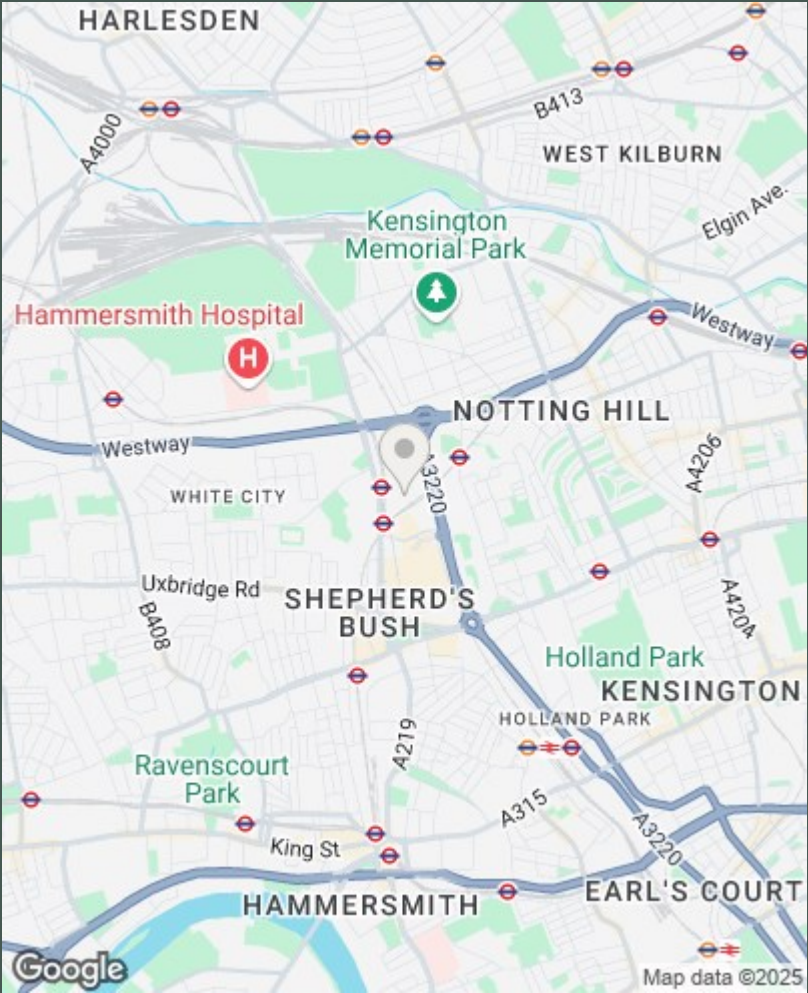 HARLESDEN
B413
A4000
WEST KILBURN
Elgin Ave.
Kensington
Memorial Park
Hammersmith Hospital
H
Westway
NOTTING HILL
Westway
A4206
A3220
WHITE CITY
Uxbridge Rd
SHEPHERD'S
BUSH
B408
A4204
Holland Park
KENSINGTON
HOLLAND PARK
A219
Ravenscourt
Park
A315
A3220
King St
EARL'S COURT
HAMMERSMITH
Google
Map data ©2025